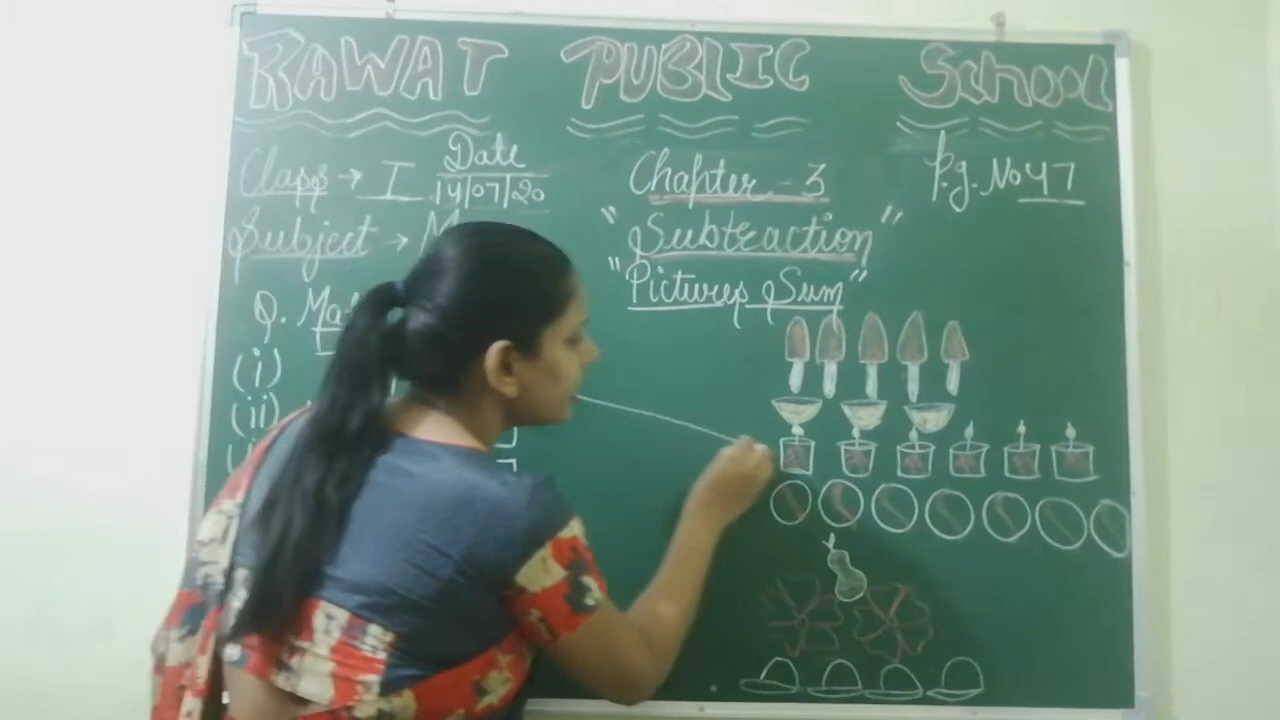 RAWAT PUBLIC School
Class → I Date Chapter - 3 P.g. No 47
14/07/20
Subject → "Subtraction"
"Pictures Sum"
Q.
(i)
(ii)